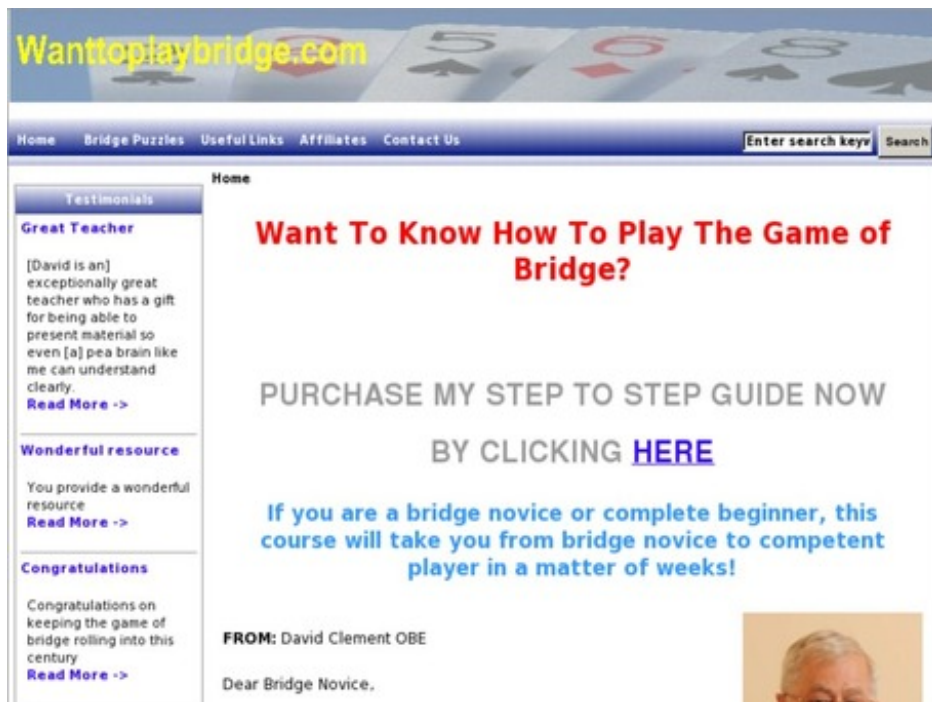 Wanttoplaybridge.com
5 6 8
Home Bridge Puzzles Useful Links Affiliates Contact Us Enter search keyw Search
Home
Testimonials
Great Teacher
[David is an]
exceptionally great
teacher who has a gift
for being able to
present material so
even [a] pea brain like
me can understand
clearly.
Read More ->
Wonderful resource
You provide a wonderful
resource
Read More ->
Congratulations
Congratulations on
keeping the game of
bridge rolling into this
century
Read More ->
Want To Know How To Play The Game of
Bridge?
PURCHASE MY STEP TO STEP GUIDE NOW
BY CLICKING HERE
If you are a bridge novice or complete beginner, this
course will take you from bridge novice to competent
player in a matter of weeks!
FROM: David Clement OBE
Dear Bridge Novice,